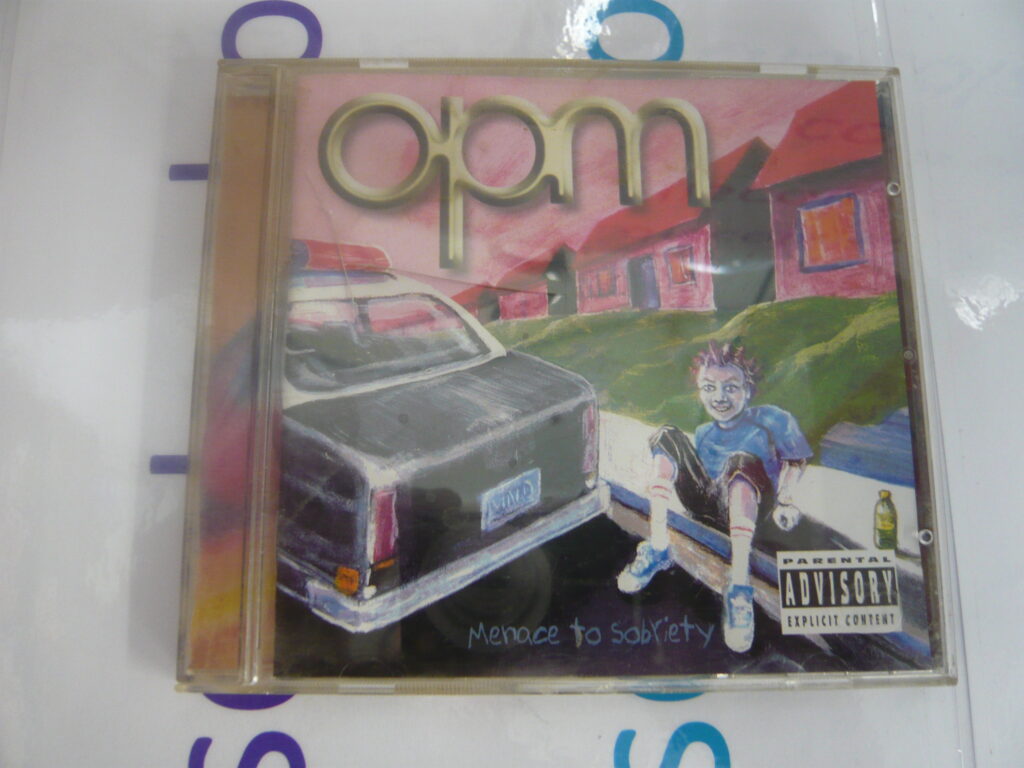 opm
Menace to Sobriety
PARENTAL
ADVISORY
EXPLICIT CONTENT